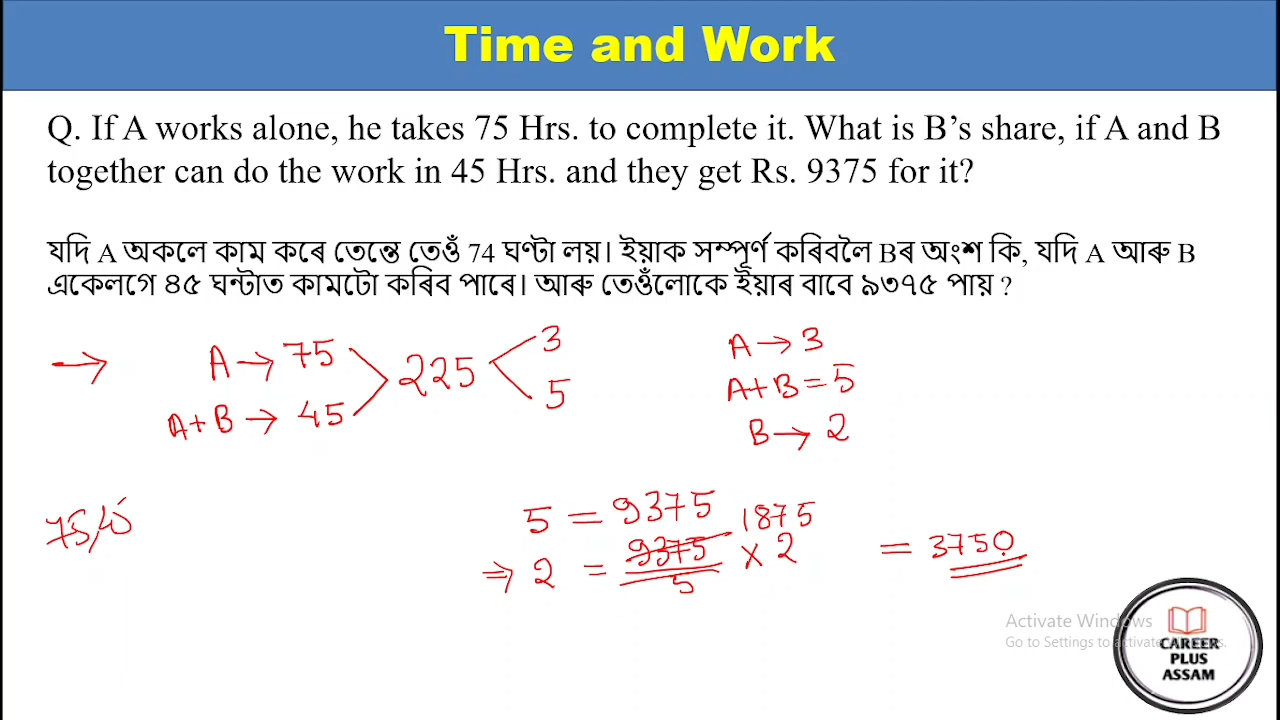 Time and Work
Q. If A works alone, he takes 75 Hrs. to complete it. What is B’s share, if A and B
together can do the work in 45 Hrs. and they get Rs. 9375 for it?
যদি A অকলে কাম কৰে তেন্তে তেওঁ 74 ঘণ্টা লয়। ইয়াক সম্পূৰ্ণ কৰিবলৈ Bৰ অংশ কি, যদি A আৰু B
একেলগে ৪৫ ঘন্টাত কামটো কৰিব পাৰে। আৰু তেওঁলোকে ইয়াৰ বাবে ৯৩৭৫ পায় ?
→ A → 75
A+B → 45
225
3
5
A → 3
A+B = 5
B → 2
75,45
5 = 9375
⇒ 2 = 9375/5 × 2
1875
= 3750
Activate Windows
Go to Settings to activate
CAREER
PLUS
ASSAM